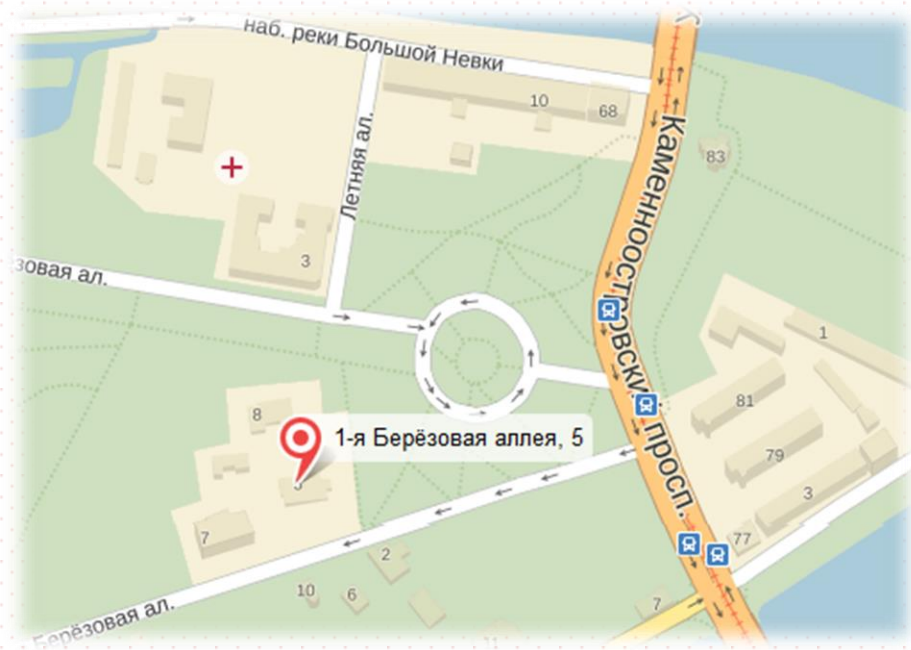 наб. реки Большой Невки
10
68
Каменноостровский просп.
83
Летняя ал.
3
зовая ал.
1
81
8
1-я Берёзовая аллея, 5
79
3
7
77
2
10
6
7
Берёзовая ал.